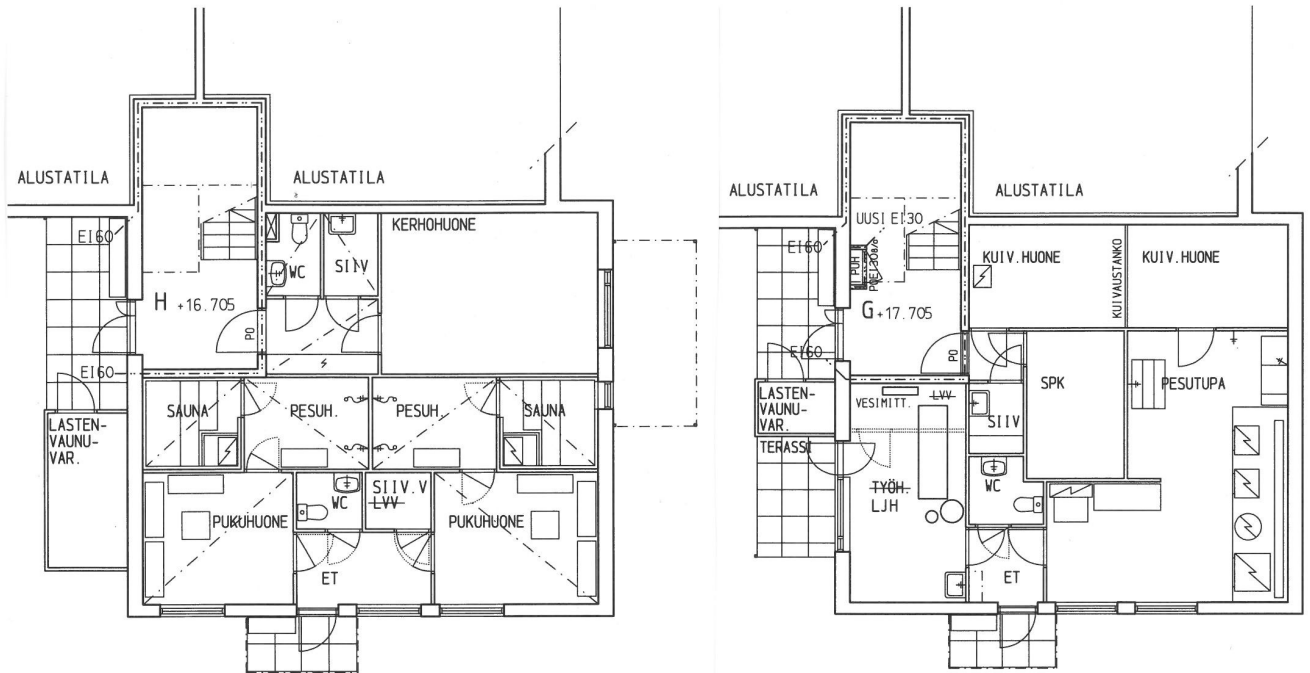 ALUSTATILA
ALUSTATILA
EI60
KERHOHUONE
WC
SIIV
H +16.705
PO
EI60
SAUNA
PESUH.
PESUH.
SAUNA
LASTEN-
VAUNU-
VAR.
WC
SIIV.V
LVV
PUKUHUONE
PUKUHUONE
ET
ALUSTATILA
ALUSTATILA
UUSI EI30
EI60
PUH
KUIV.HUONE
KUIVAUSTANKO
KUIV.HUONE
G +17.705
EI60
PO
SPK
PESUTUPA
LASTEN-
VAUNU-
VAR.
VESIMITT.
LVV
SIIV
TERASSI
WC
TYÖH.
LJH
ET